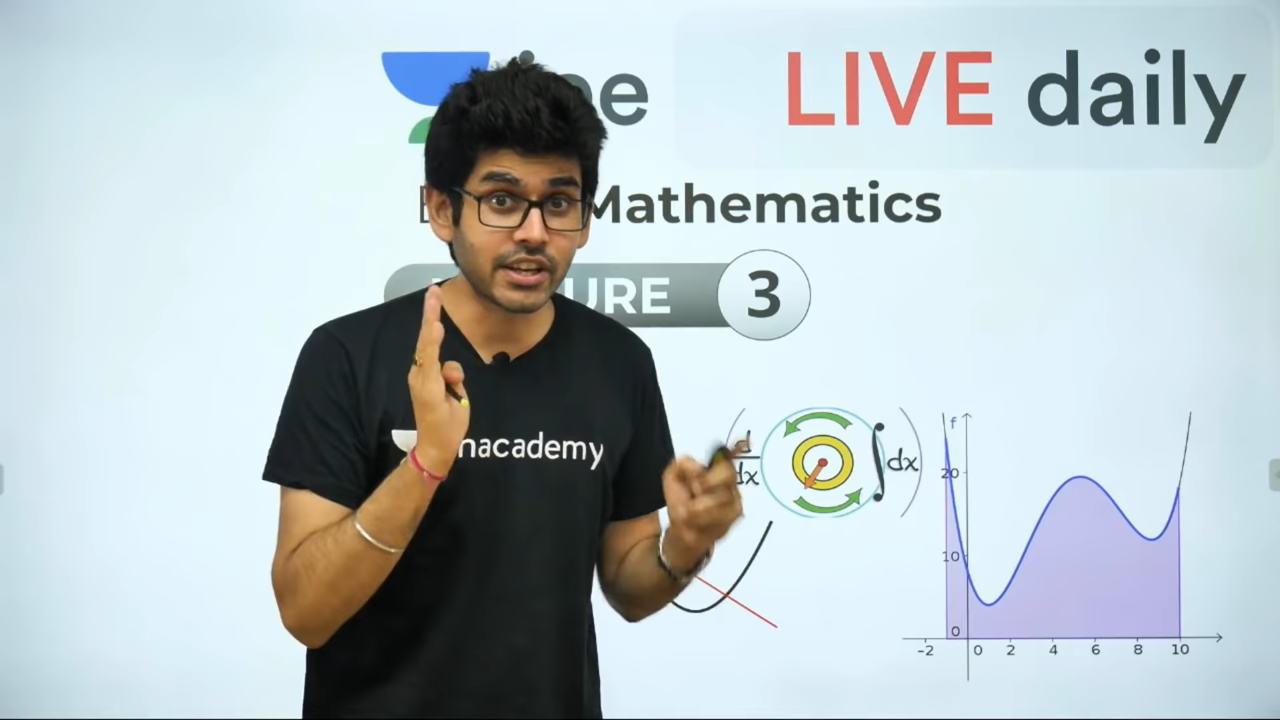 LIVE daily
Mathematics
URE 3
nacademy
d
dx
∫dx
f
20
10
0
-2 0 2 4 6 8 10